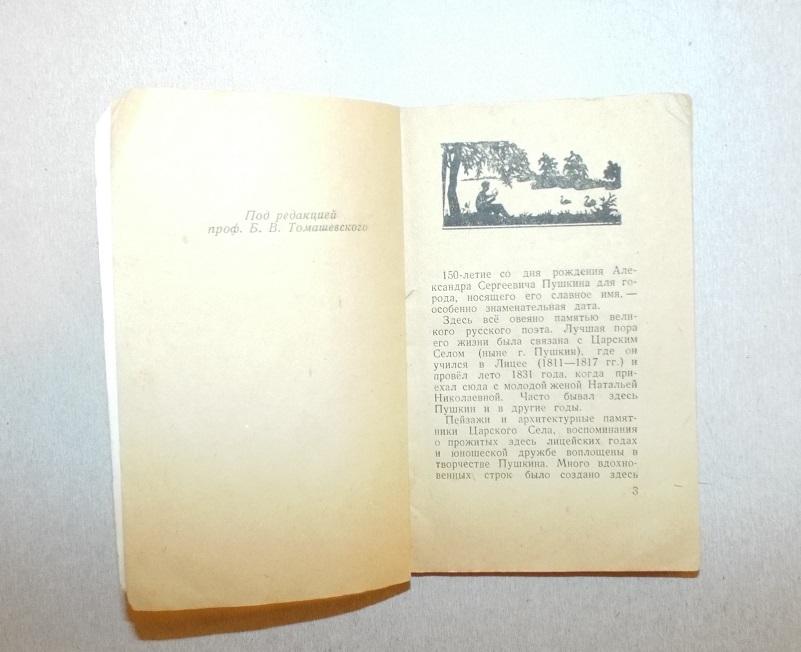 Под редакцией
проф. Б. В. Томашевского
150-летие со дня рождения Але-
ксандра Сергеевича Пушкина для го-
рода, носящего его славное имя, —
особенно знаменательная дата.
Здесь всё овеяно памятью вели-
кого русского поэта. Лучшая пора
его жизни была связана с Царским
Селом (ныне г. Пушкин), где он
учился в Лицее (1811—1817 гг.) и
провёл лето 1831 года, когда при-
ехал сюда с молодой женой Натальей
Николаевной. Часто бывал здесь
Пушкин и в другие годы.
Пейзажи и архитектурные памят-
ники Царского Села, воспоминания
о прожитых здесь лицейских годах
и юношеской дружбе воплощены в
творчестве Пушкина. Много вдохно-
венных строк было создано здесь
3